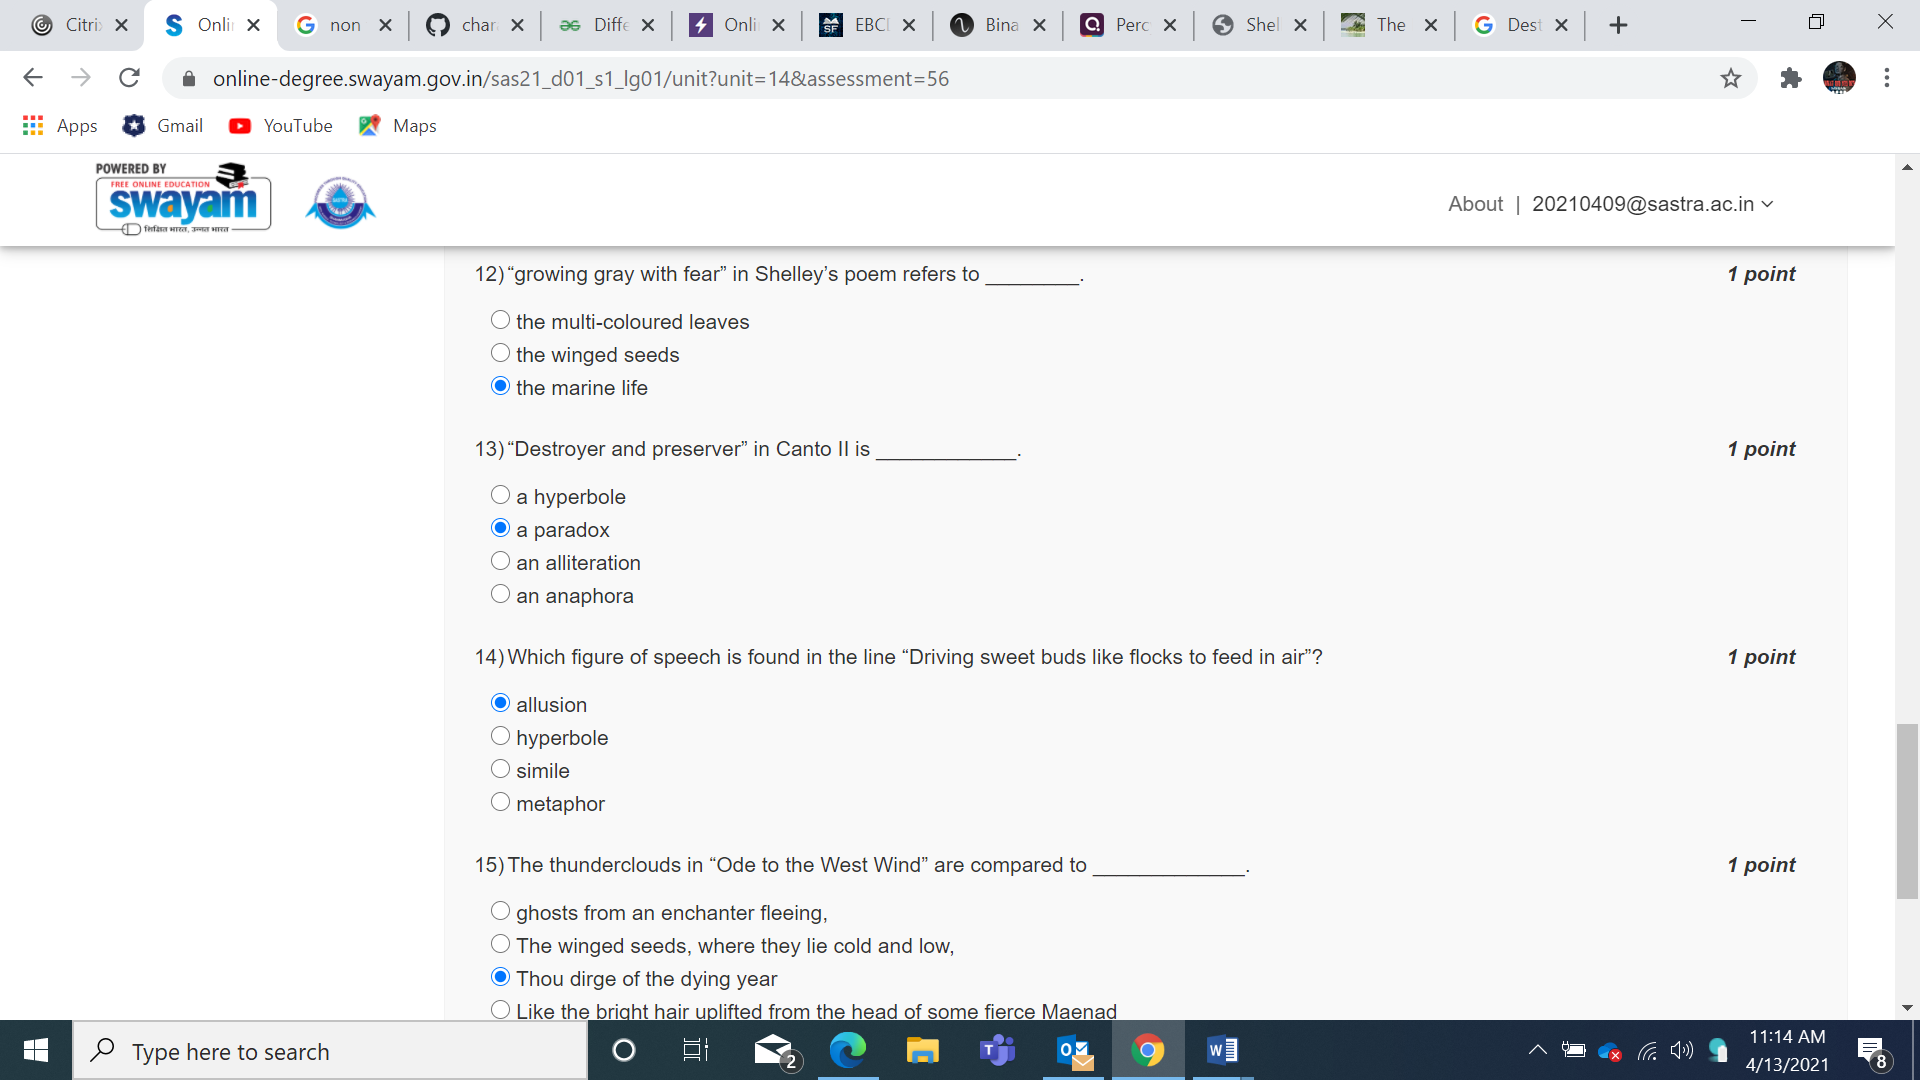 Citri
Onli
non
char
Diffe
Onli
EBCI
Bina
Perc
Shel
The
Dest
online-degree.swayam.gov.in/sas21_d01_s1_lg01/unit?unit=14&assessment=56
Apps
Gmail
YouTube
Maps
POWERED BY
FREE ONLINE EDUCATION
swayam
शिक्षित भारत, उन्नत भारत
About | 20210409@sastra.ac.in
12) “growing gray with fear” in Shelley’s poem refers to ________. 1 point
the multi-coloured leaves
the winged seeds
the marine life
13) “Destroyer and preserver” in Canto II is ____________. 1 point
a hyperbole
a paradox
an alliteration
an anaphora
14) Which figure of speech is found in the line “Driving sweet buds like flocks to feed in air”? 1 point
allusion
hyperbole
simile
metaphor
15) The thunderclouds in “Ode to the West Wind” are compared to _____________. 1 point
ghosts from an enchanter fleeing,
The winged seeds, where they lie cold and low,
Thou dirge of the dying year
Like the bright hair uplifted from the head of some fierce Maenad
Type here to search
2
11:14 AM
4/13/2021
8